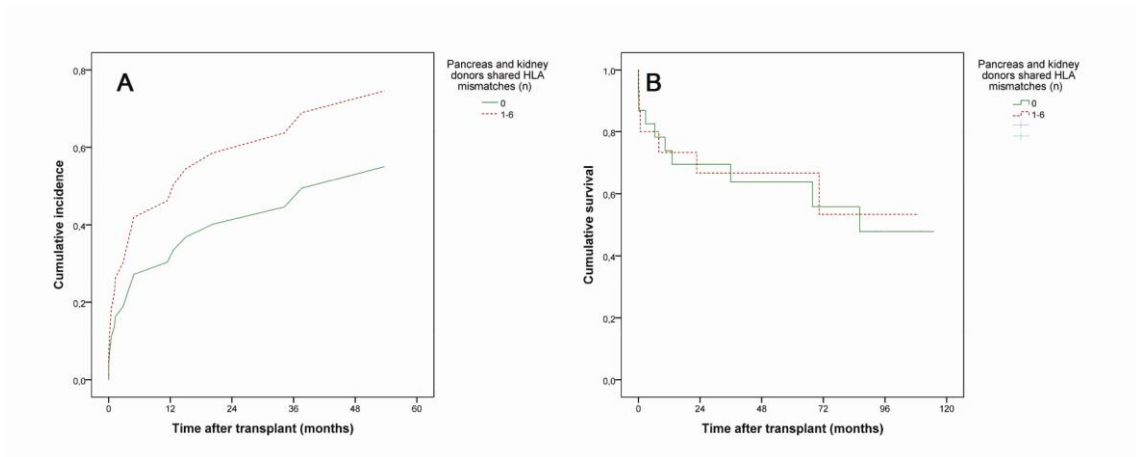 A
Cumulative incidence
0,8
0,6
0,4
0,2
0,0
0 12 24 36 48 60
Time after transplant (months)
Pancreas and kidney
donors shared HLA
mismatches (n)
0
1-6
B
Cumulative survival
1,0
0,8
0,6
0,4
0,2
0,0
0 24 48 72 96 120
Time after transplant (months)
Pancreas and kidney
donors shared HLA
mismatches (n)
0
1-6